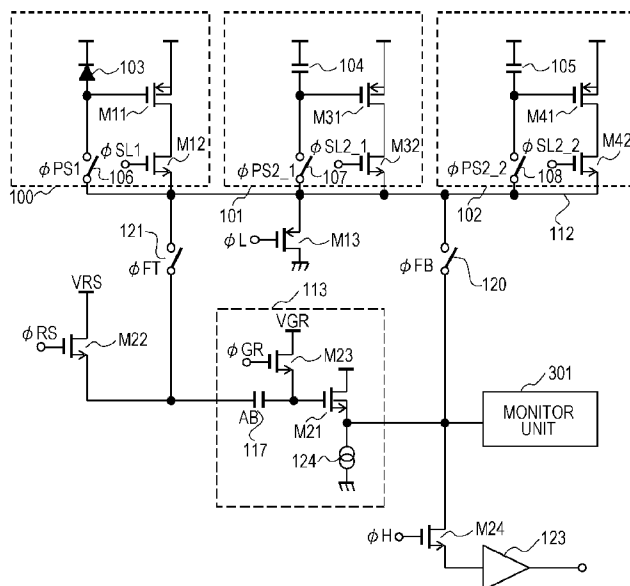 103
104
105
M11
M31
M41
φSL1
M12
φSL2_1
M32
φSL2_2
M42
φPS1
106
φPS2_1
107
φPS2_2
108
100
101
102
112
121
φFT
φL
M13
φFB
120
VRS
113
φRS
M22
VGR
φGR
M23
301
MONITOR
UNIT
AB
117
M21
124
φH
M24
123